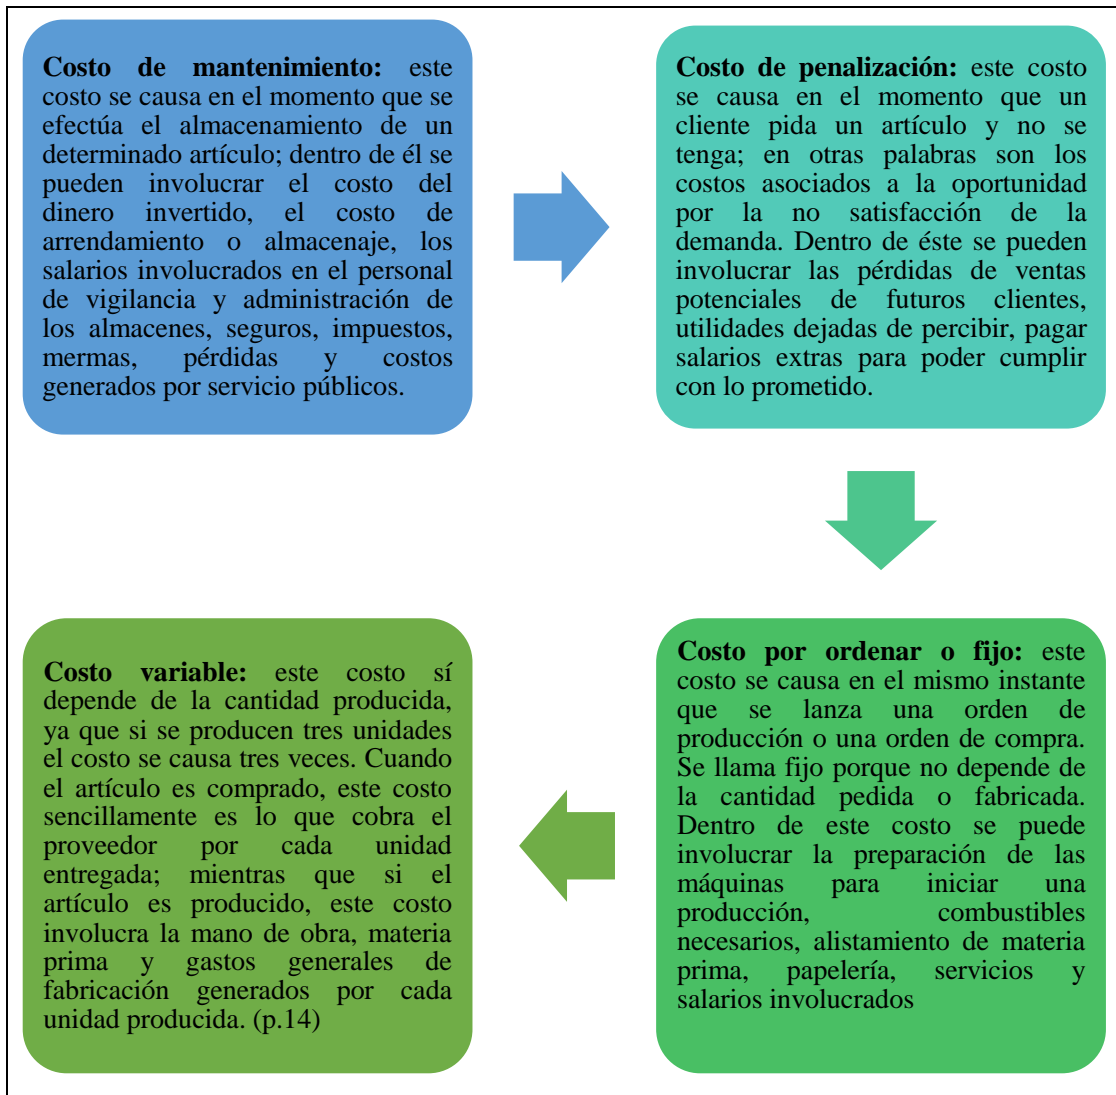 Costo de mantenimiento: este
costo se causa en el momento que se
efectúa el almacenamiento de un
determinado artículo; dentro de él se
pueden involucrar el costo del
dinero invertido, el costo de
arrendamiento o almacenaje, los
salarios involucrados en el personal
de vigilancia y administración de
los almacenes, seguros, impuestos,
mermas, pérdidas y costos
generados por servicio públicos.
Costo de penalización: este costo
se causa en el momento que un
cliente pida un artículo y no se
tenga; en otras palabras son los
costos asociados a la oportunidad
por la no satisfacción de la
demanda. Dentro de éste se pueden
involucrar las pérdidas de ventas
potenciales de futuros clientes,
utilidades dejadas de percibir, pagar
salarios extras para poder cumplir
con lo prometido.
Costo por ordenar o fijo: este
costo se causa en el mismo instante
que se lanza una orden de
producción o una orden de compra.
Se llama fijo porque no depende de
la cantidad pedida o fabricada.
Dentro de este costo se puede
involucrar la preparación de las
máquinas para iniciar una
producción, combustibles
necesarios, alistamiento de materia
prima, papelería, servicios y
salarios involucrados
Costo variable: este costo sí
depende de la cantidad producida,
ya que si se producen tres unidades
el costo se causa tres veces. Cuando
el artículo es comprado, este costo
sencillamente es lo que cobra el
proveedor por cada unidad
entregada; mientras que si el
artículo es producido, este costo
involucra la mano de obra, materia
prima y gastos generales de
fabricación generados por cada
unidad producida. (p.14)